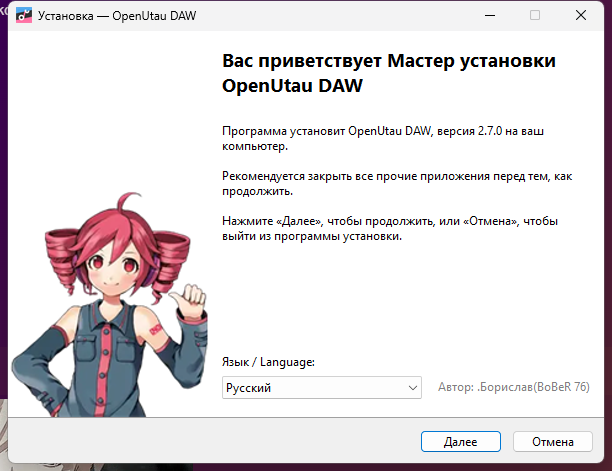 Установка — OpenUtau DAW
Вас приветствует Мастер установки
OpenUtau DAW
Программа установит OpenUtau DAW, версия 2.7.0 на ваш
компьютер.
Рекомендуется закрыть все прочие приложения перед тем, как
продолжить.
Нажмите «Далее», чтобы продолжить, или «Отмена», чтобы
выйти из программы установки.
Язык / Language:
Русский
Автор: .Борислав(BoBeR 76)
Далее
Отмена